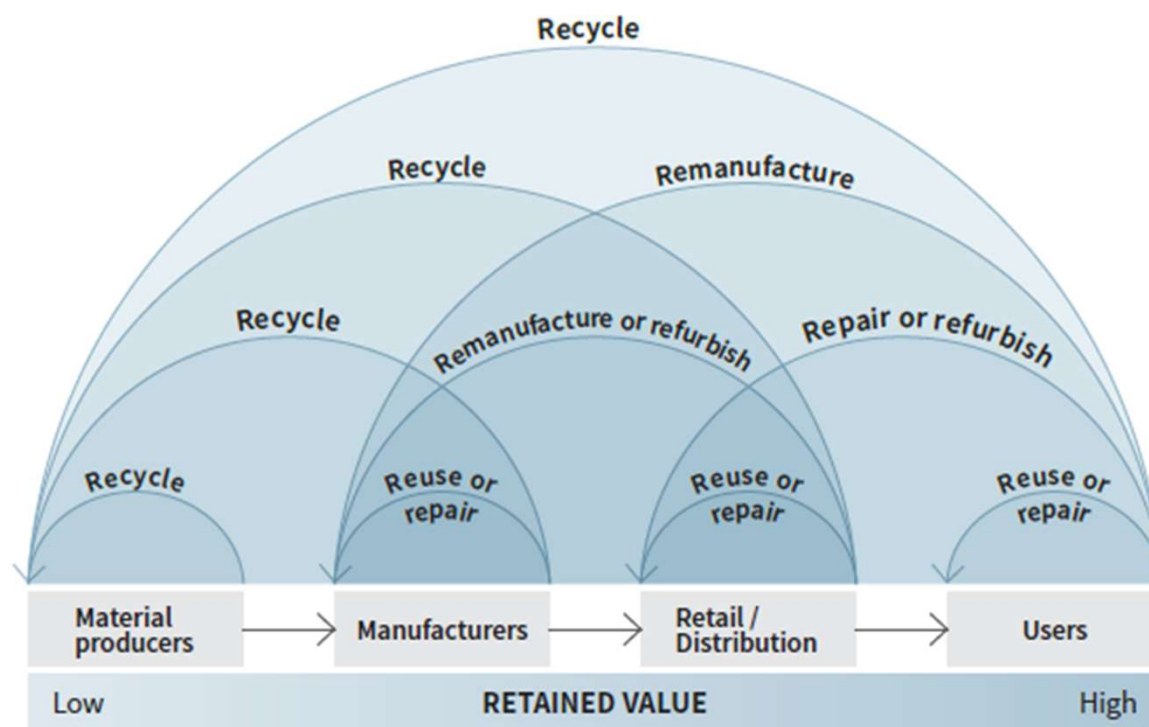 Recycle
Recycle
Remanufacture
Recycle
Remanufacture or refurbish
Repair or refurbish
Recycle
Reuse or
repair
Reuse or
repair
Reuse or
repair
Material
producers
Manufacturers
Retail /
Distribution
Users
Low
RETAINED VALUE
High